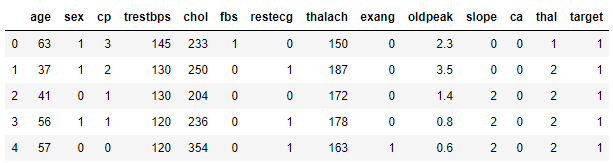 age sex cp trestbps chol fbs restecg thalach exang oldpeak slope ca thal target
0 63 1 3 145 233 1 0 150 0 2.3 0 0 1 1
1 37 1 2 130 250 0 1 187 0 3.5 0 0 2 1
2 41 0 1 130 204 0 0 172 0 1.4 2 0 2 1
3 56 1 1 120 236 0 1 178 0 0.8 2 0 2 1
4 57 0 0 120 354 0 1 163 1 0.6 2 0 2 1